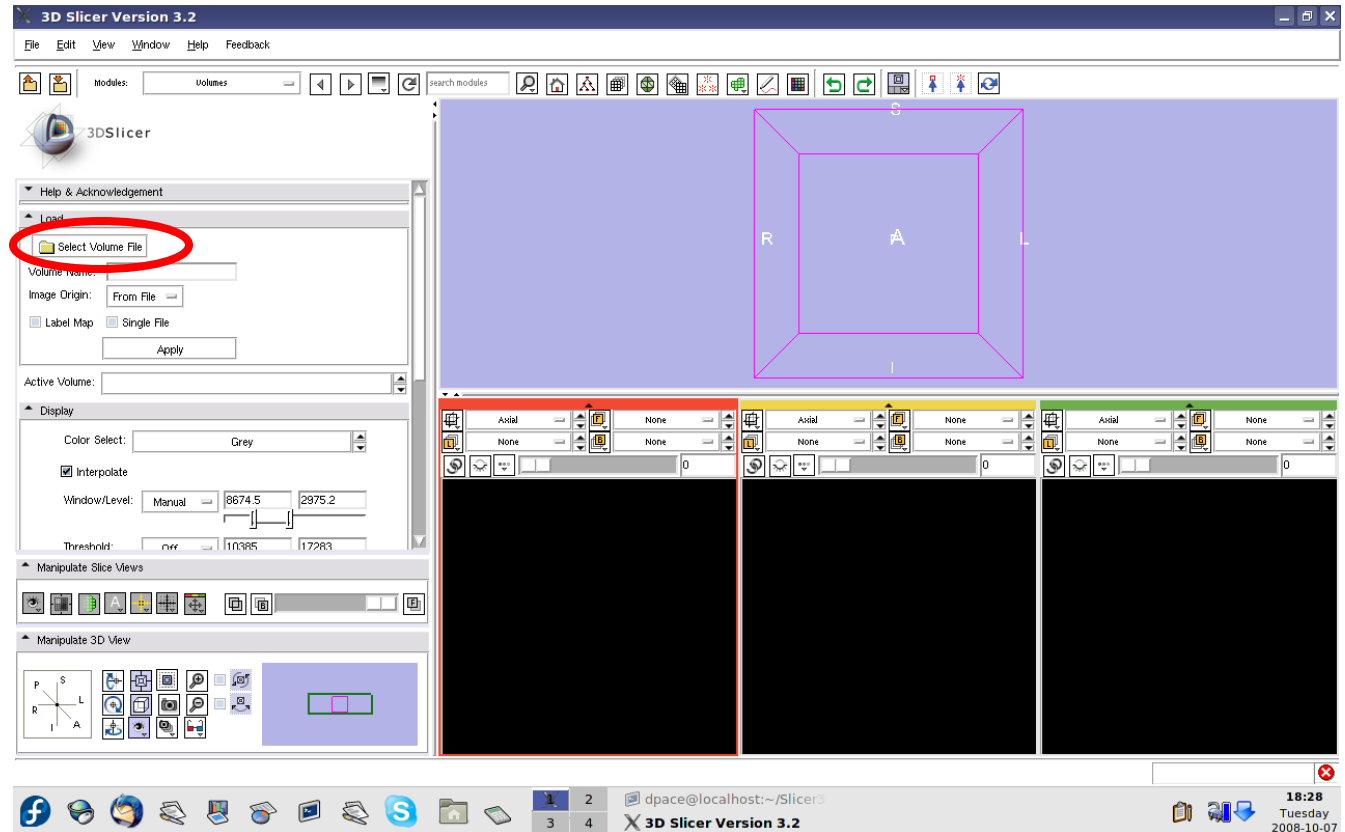 3D Slicer Version 3.2
File Edit View Window Help Feedback
Modules: Volumes search modules
3DSlicer
Help & Acknowledgement
Load
Select Volume File
Volume Name:
Image Origin: From File
Label Map Single File
Apply
Active Volume:
Display
Color Select: Grey
Interpolate
Window/Level: Manual 8674.5 2975.2
Threshold: Off 10385 17283
Manipulate Slice Views
A B F
Manipulate 3D View
P S
R L
I A
S
R A L
I
Axial F None
L None B None
0
Axial F None
L None B None
0
Axial F None
L None B None
0
1 2
3 4
dpace@localhost:~/Slicer3
3D Slicer Version 3.2
18:28
Tuesday
2008-10-07